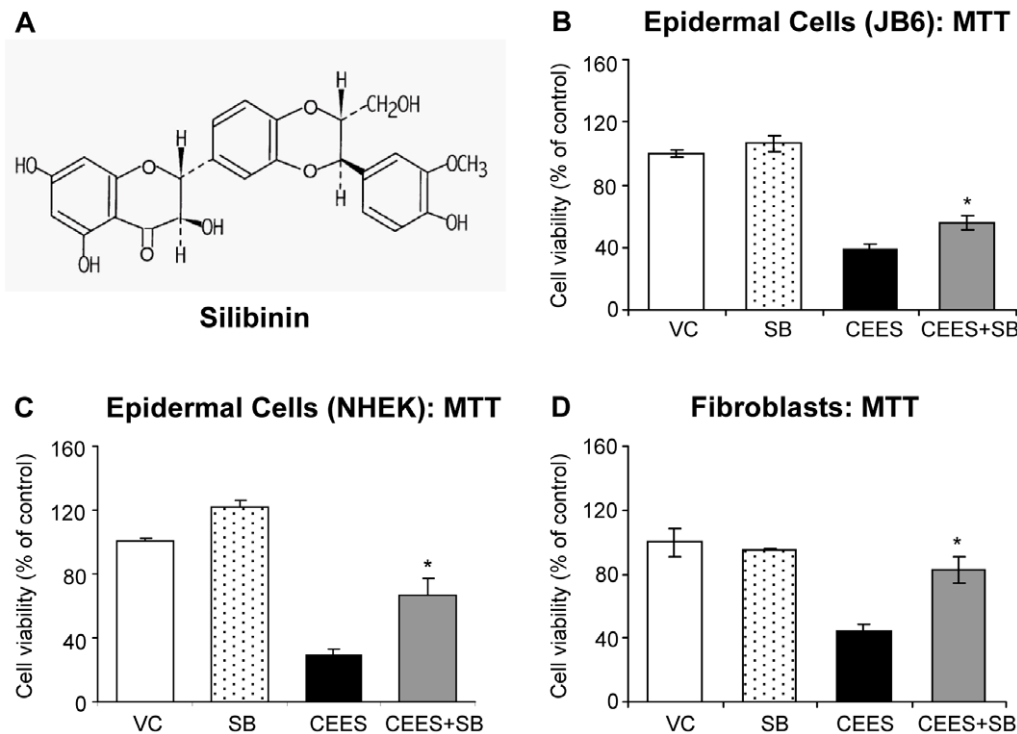 A
H
CH₂OH
O
H
HO
O
O
H
OCH₃
OH
OH
O
H
OH
Silibinin
B Epidermal Cells (JB6): MTT
Cell viability (% of control)
160
120
80
40
0
*
VC SB CEES CEES+SB
C Epidermal Cells (NHEK): MTT
Cell viability (% of control)
160
120
80
40
0
*
VC SB CEES CEES+SB
D Fibroblasts: MTT
Cell viability (% of control)
160
120
80
40
0
*
VC SB CEES CEES+SB